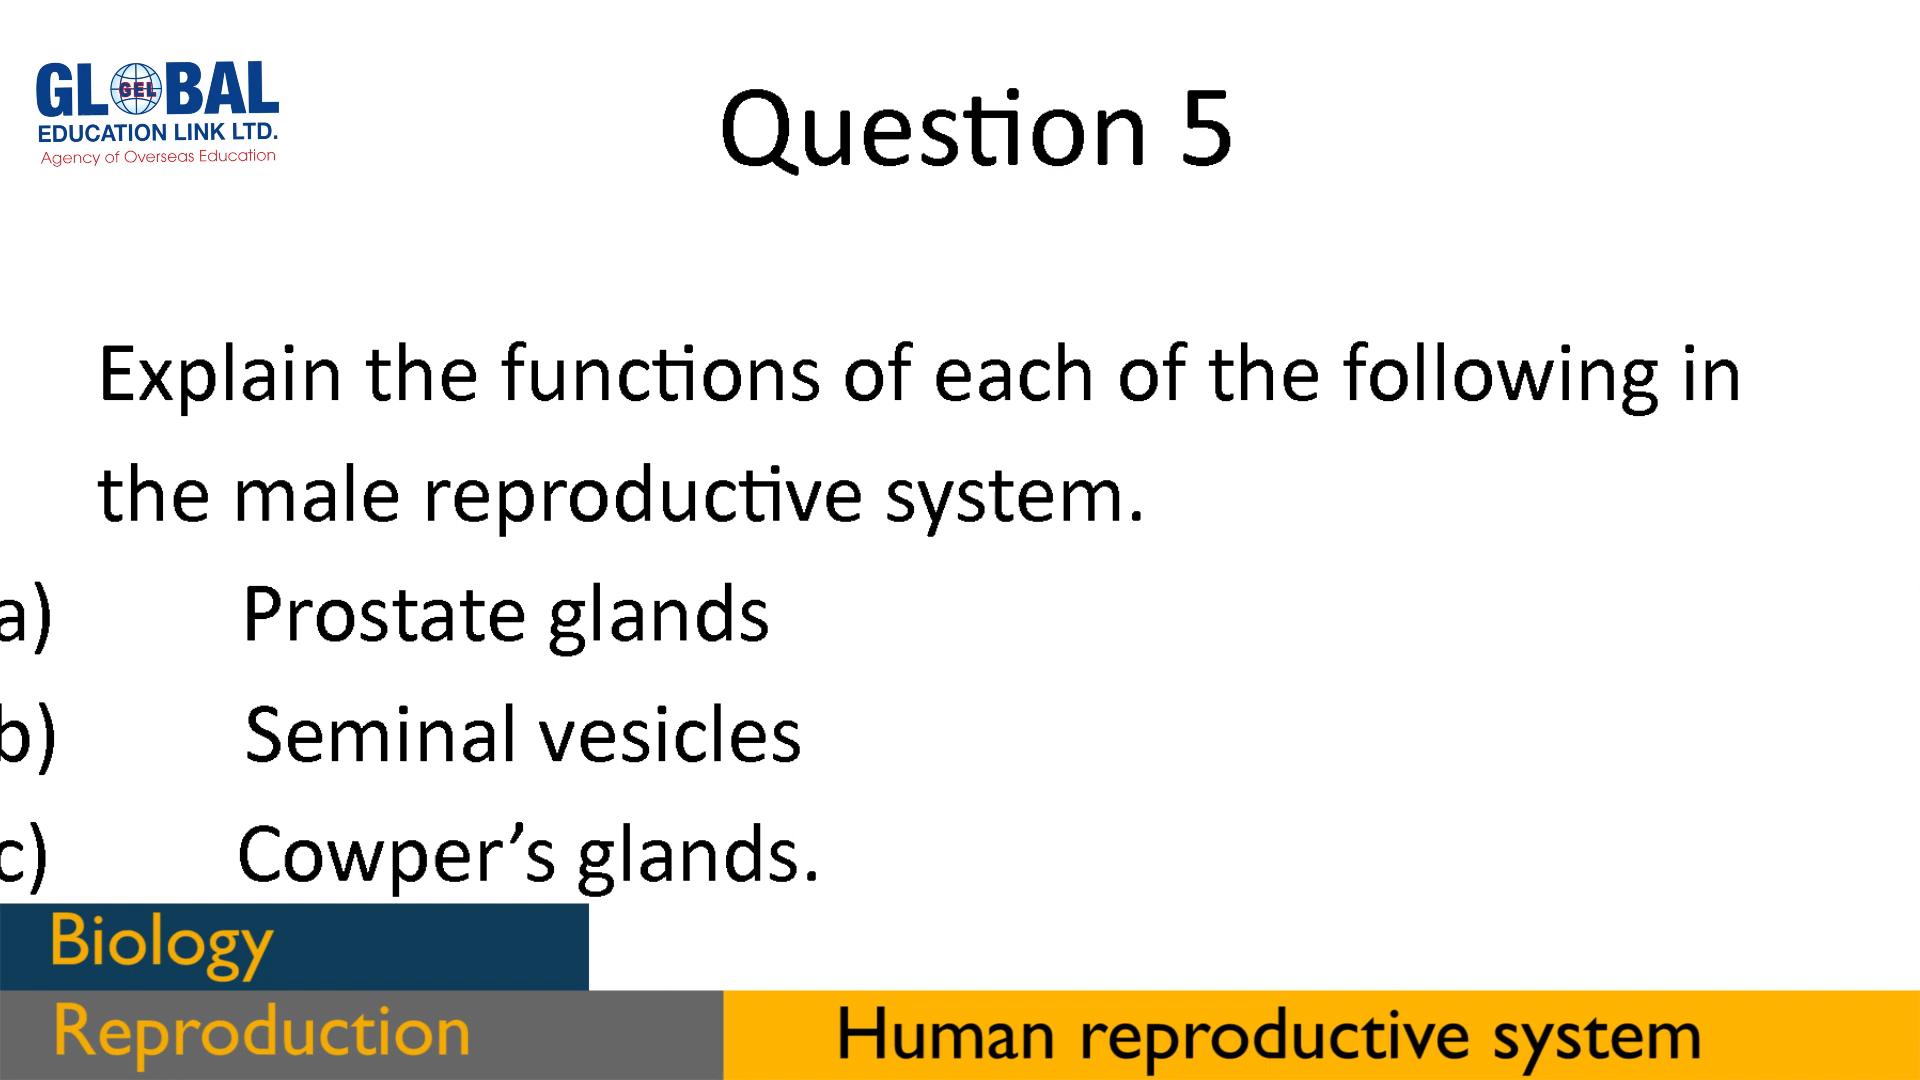 GLOBAL
GEL
EDUCATION LINK LTD.
Agency of Overseas Education
Question 5
Explain the functions of each of the following in
the male reproductive system.
a) Prostate glands
b) Seminal vesicles
c) Cowper’s glands.
Biology
Reproduction
Human reproductive system